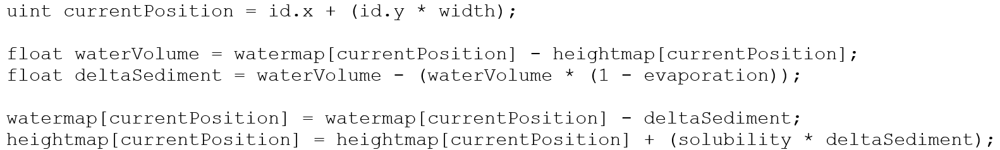 uint currentPosition = id.x + (id.y * width);
float waterVolume = watermap[currentPosition] - heightmap[currentPosition];
float deltaSediment = waterVolume - (waterVolume * (1 - evaporation));
watermap[currentPosition] = watermap[currentPosition] - deltaSediment;
heightmap[currentPosition] = heightmap[currentPosition] + (solubility * deltaSediment);